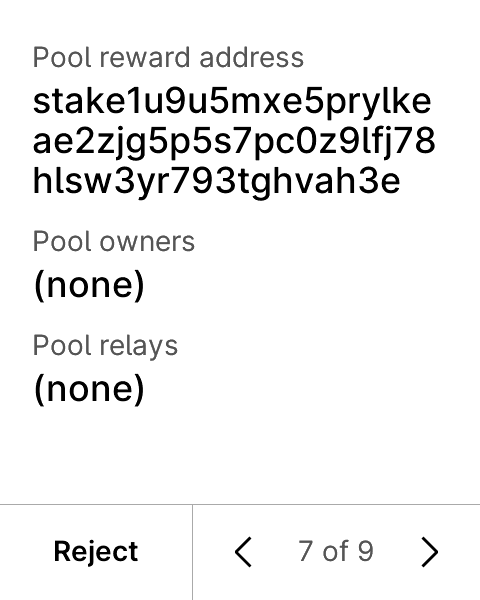 Pool reward address
stake1u9u5mxe5prylke
ae2zjg5p5s7pc0z9lfj78
hlsw3yr793tghvah3e
Pool owners
(none)
Pool relays
(none)
Reject
7 of 9